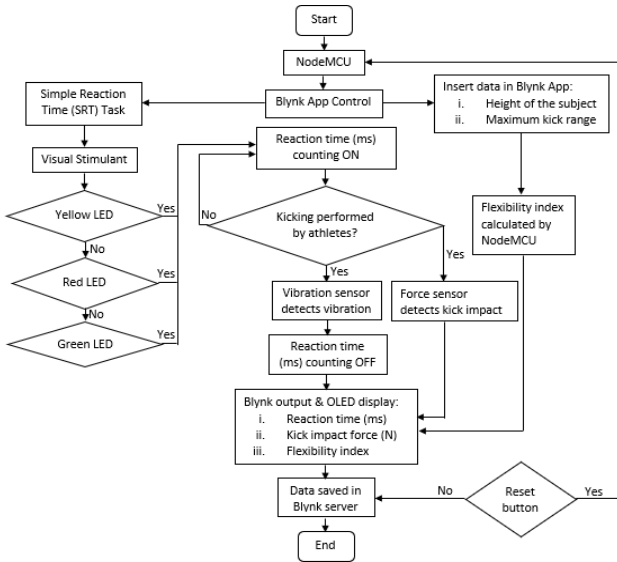 Start
NodeMCU
Simple Reaction
Time (SRT) Task
Blynk App Control
Insert data in Blynk App:
i. Height of the subject
ii. Maximum kick range
Visual Stimulant
Reaction time (ms)
counting ON
Yellow LED
Yes
No
Red LED
Yes
No
Green LED
Yes
No
Kicking performed
by athletes?
Yes
Yes
Flexibility index
calculated by
NodeMCU
Vibration sensor
detects vibration
Force sensor
detects kick impact
Reaction time
(ms) counting OFF
Blynk output & OLED display:
i. Reaction time (ms)
ii. Kick impact force (N)
iii. Flexibility index
Data saved in
Blynk server
No
Reset
button
Yes
End